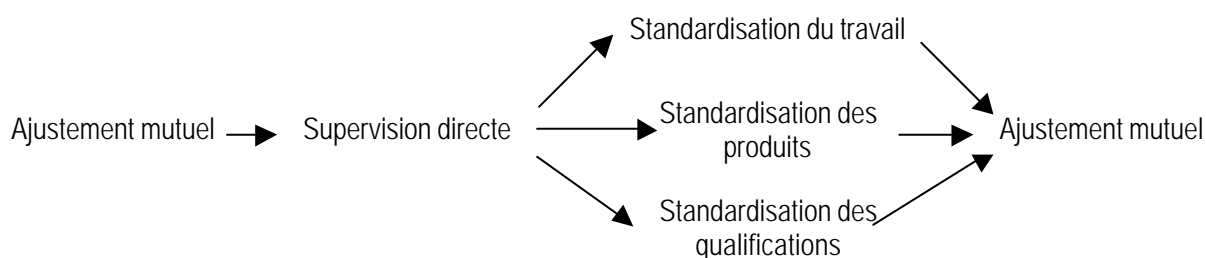 Standardisation du travail
Ajustement mutuel
Supervision directe
Standardisation des
produits
Ajustement mutuel
Standardisation des
qualifications